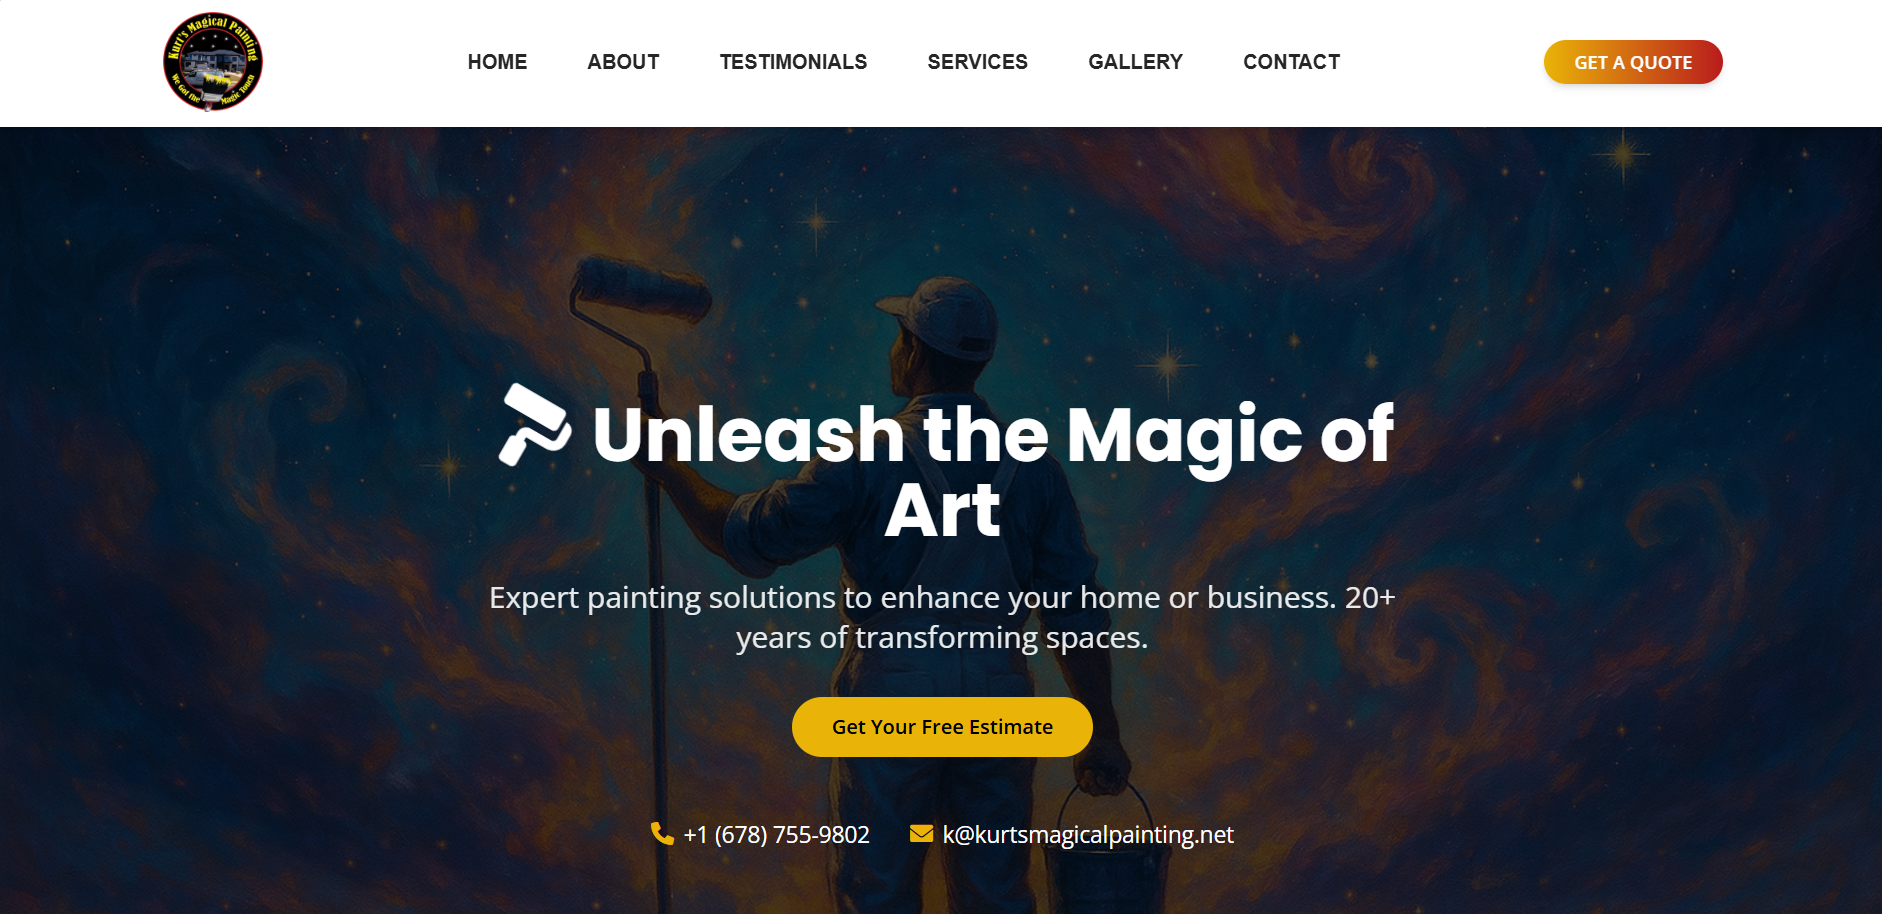 Kurt's Magical Painting
We Got the Magic Touch
HOME
ABOUT
TESTIMONIALS
SERVICES
GALLERY
CONTACT
GET A QUOTE
Unleash the Magic of
Art
Expert painting solutions to enhance your home or business. 20+
years of transforming spaces.
Get Your Free Estimate
+1 (678) 755-9802
k@kurtsmagicalpainting.net